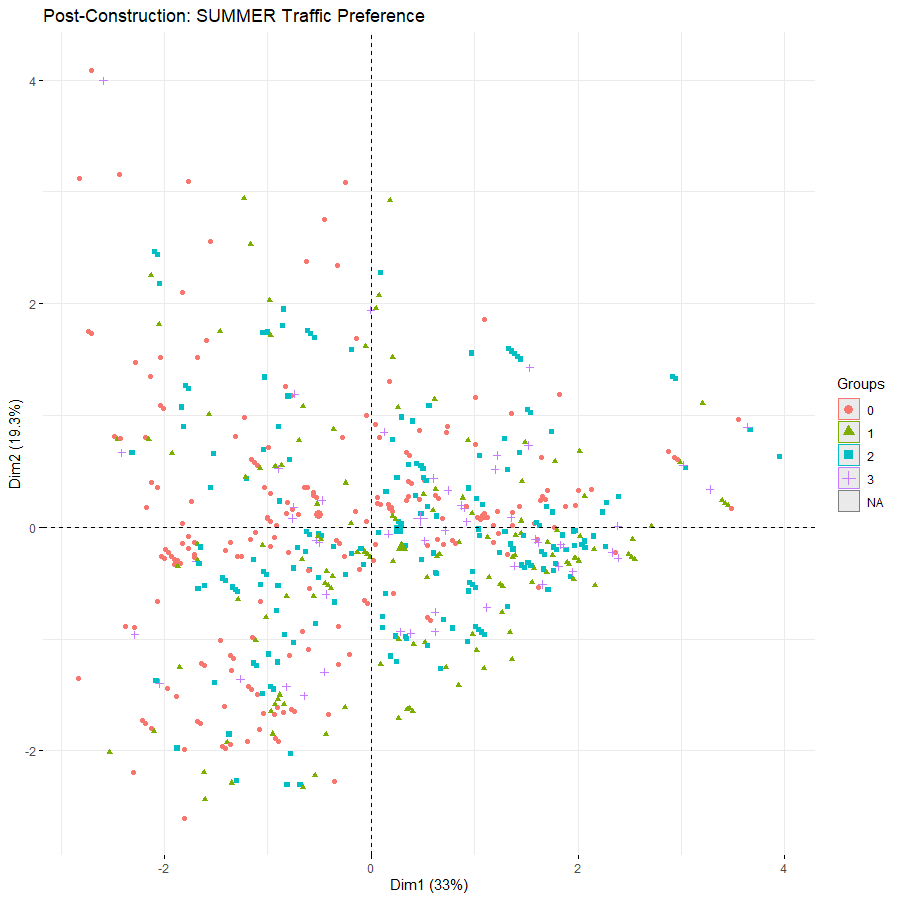 Post-Construction: SUMMER Traffic Preference
4
2
0
-2
Dim2 (19.3%)
-2
0
2
4
Dim1 (33%)
Groups
0
1
2
3
NA